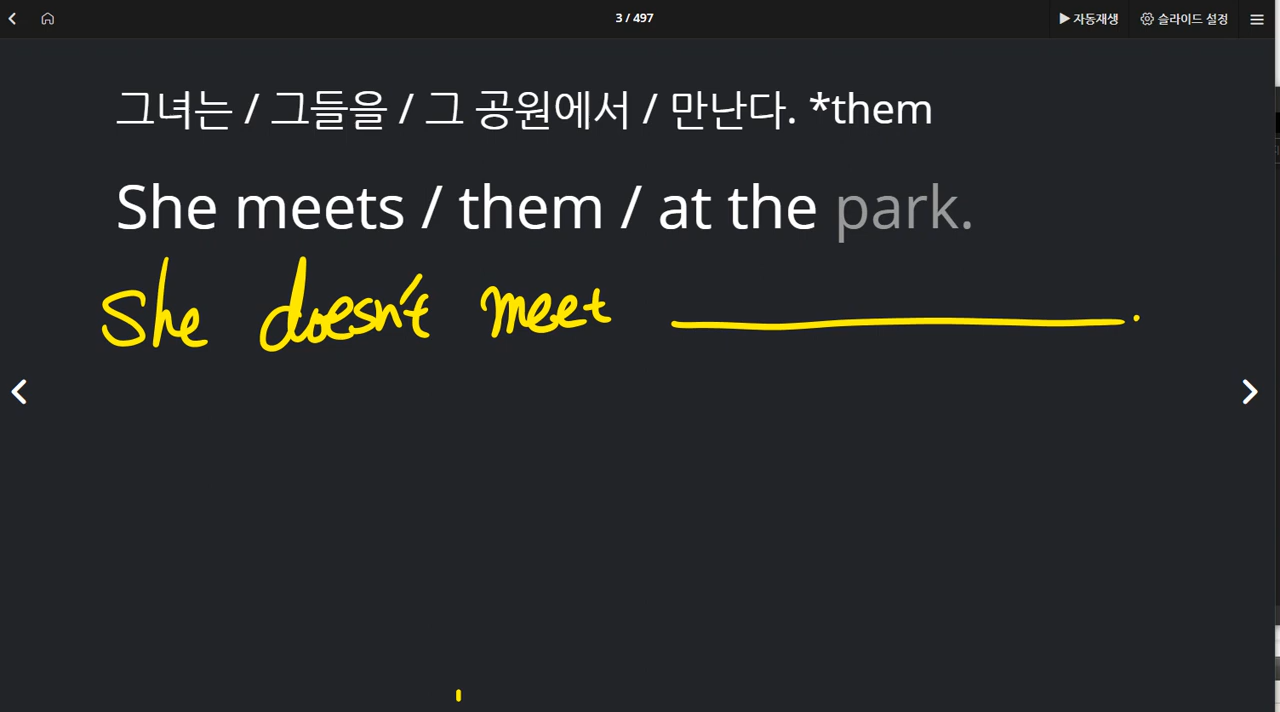 3 / 497
▶ 자동재생
슬라이드 설정
그녀는 / 그들을 / 그 공원에서 / 만난다. *them
She meets / them / at the park.
She doesn't meet __________.